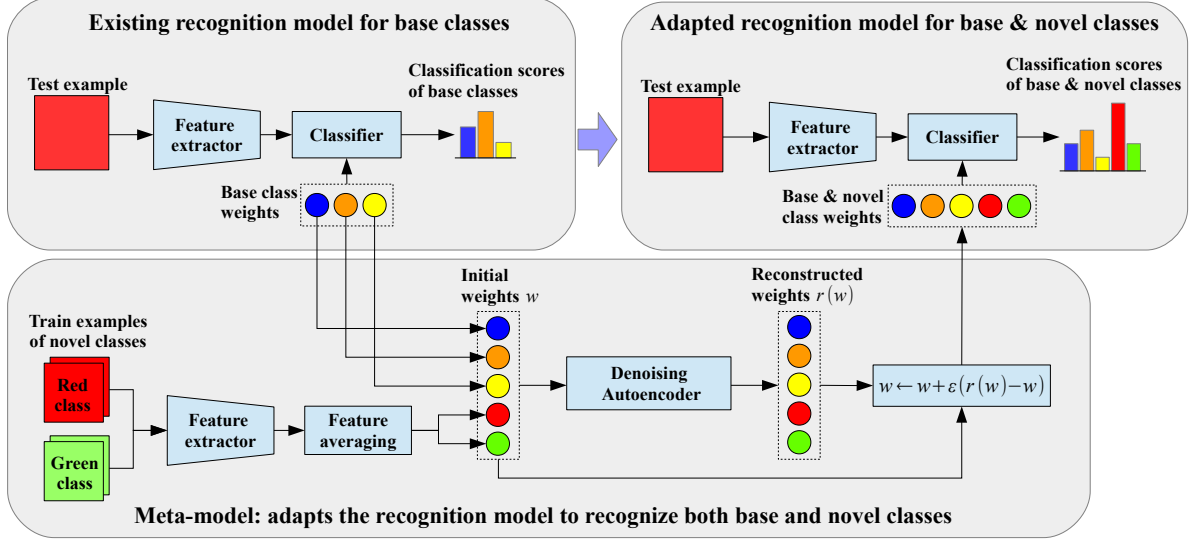 Existing recognition model for base classes
Test example
Feature
extractor
Classifier
Classification scores
of base classes
Base class
weights
Adapted recognition model for base & novel classes
Test example
Feature
extractor
Classifier
Classification scores
of base & novel classes
Base & novel
class weights
Train examples
of novel classes
Red
class
Green
class
Feature
extractor
Feature
averaging
Initial
weights w
Denoising
Autoencoder
Reconstructed
weights r(w)
w←w+ε(r(w)−w)
Meta-model: adapts the recognition model to recognize both base and novel classes